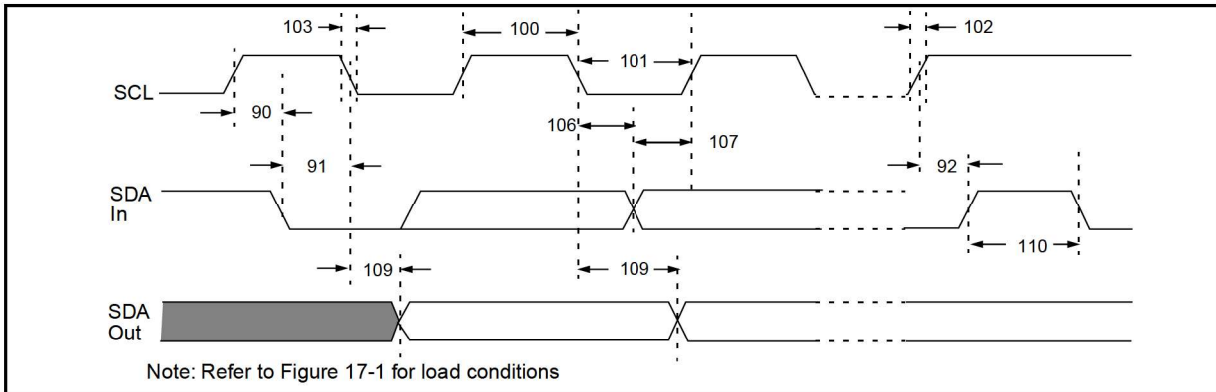 103
100
102
101
SCL
90
106
107
91
92
SDA
In
110
109
109
SDA
Out
Note: Refer to Figure 17-1 for load conditions